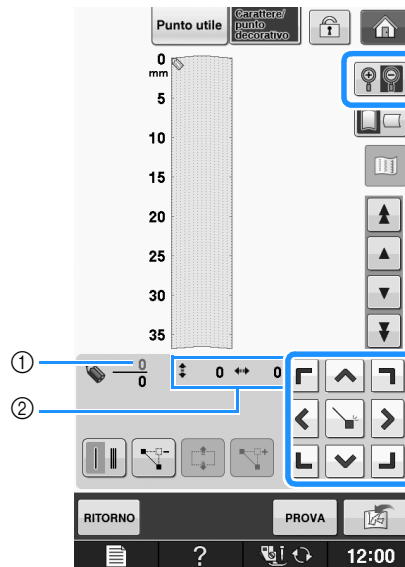 Punto utile
Carattere/
punto
decorativo
0
mm
5
10
15
20
25
30
35
① 0
0
0 0
②
RITORNO PROVA
? 12:00